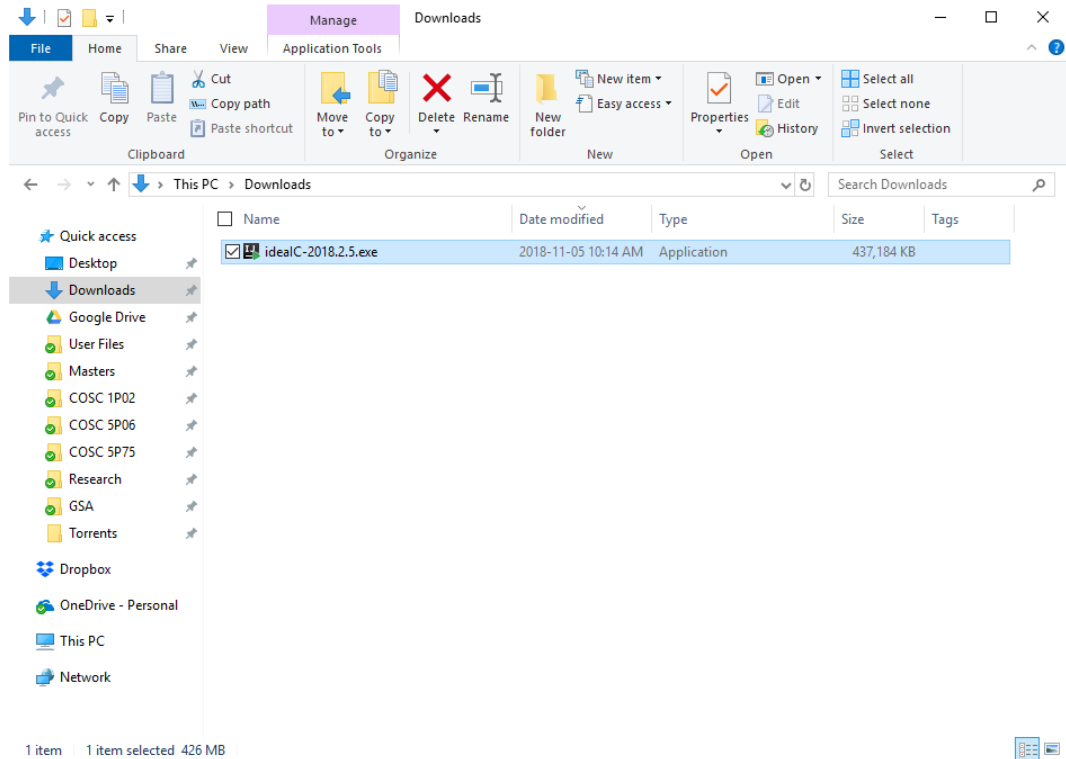 Manage
Downloads
File
Home
Share
View
Application Tools
Pin to Quick access
Copy
Paste
Cut
Copy path
Paste shortcut
Clipboard
Move to
Copy to
Delete
Rename
Organize
New folder
New item
Easy access
New
Properties
Open
Edit
History
Open
Select all
Select none
Invert selection
Select
This PC > Downloads
Search Downloads
Name
Date modified
Type
Size
Tags
ideaIC-2018.2.5.exe
2018-11-05 10:14 AM
Application
437,184 KB
Quick access
Desktop
Downloads
Google Drive
User Files
Masters
COSC 1P02
COSC 5P06
COSC 5P75
Research
GSA
Torrents
Dropbox
OneDrive - Personal
This PC
Network
1 item
1 item selected 426 MB